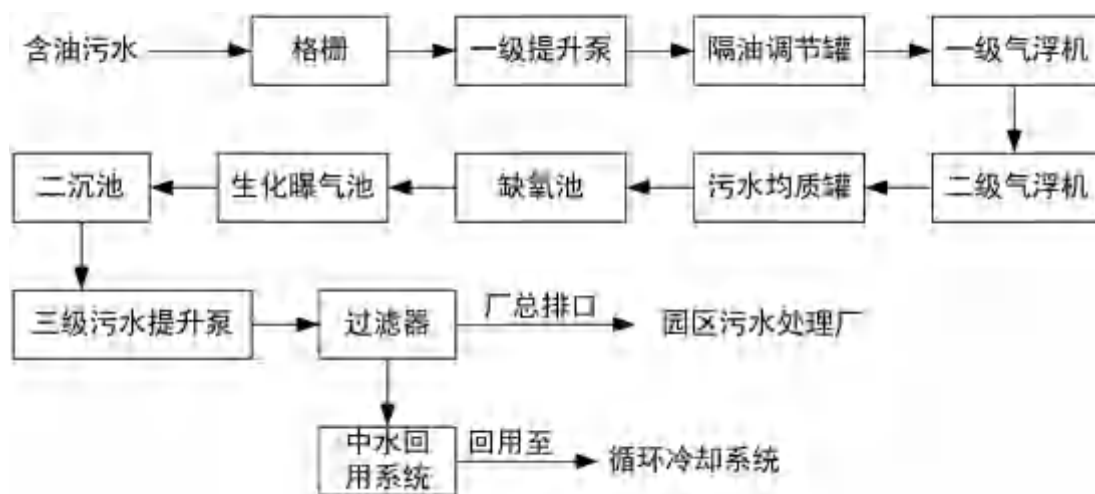 含油污水
格栅
一级提升泵
隔油调节罐
一级气浮机
二级气浮机
污水均质罐
缺氧池
生化曝气池
二沉池
三级污水提升泵
过滤器
厂总排口
园区污水处理厂
中水回
用系统
回用至
循环冷却系统